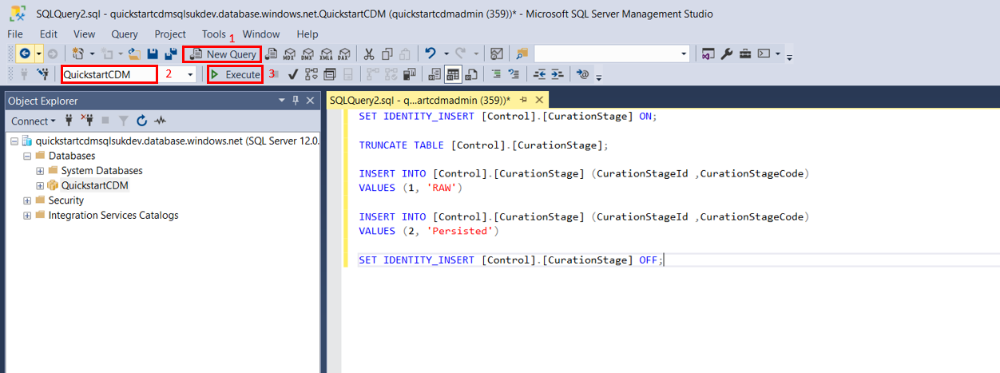 SQLQuery2.sql - quickstartcdmsqlsukdev.database.windows.net.QuickstartCDM (quickstartcdmadmin (359))* - Microsoft SQL Server Management Studio
File Edit View Query Project Tools Window Help
1
New Query MDX DMX XMLA DAX
QuickstartCDM 2 Execute 3
Object Explorer
Connect
quickstartcdmsqlsukdev.database.windows.net (SQL Server 12.0.
Databases
System Databases
QuickstartCDM
Security
Integration Services Catalogs
SQLQuery2.sql - q...artcdmadmin (359))*
SET IDENTITY_INSERT [Control].[CurationStage] ON;
TRUNCATE TABLE [Control].[CurationStage];
INSERT INTO [Control].[CurationStage] (CurationStageId ,CurationStageCode)
VALUES (1, 'RAW')
INSERT INTO [Control].[CurationStage] (CurationStageId ,CurationStageCode)
VALUES (2, 'Persisted')
SET IDENTITY_INSERT [Control].[CurationStage] OFF;